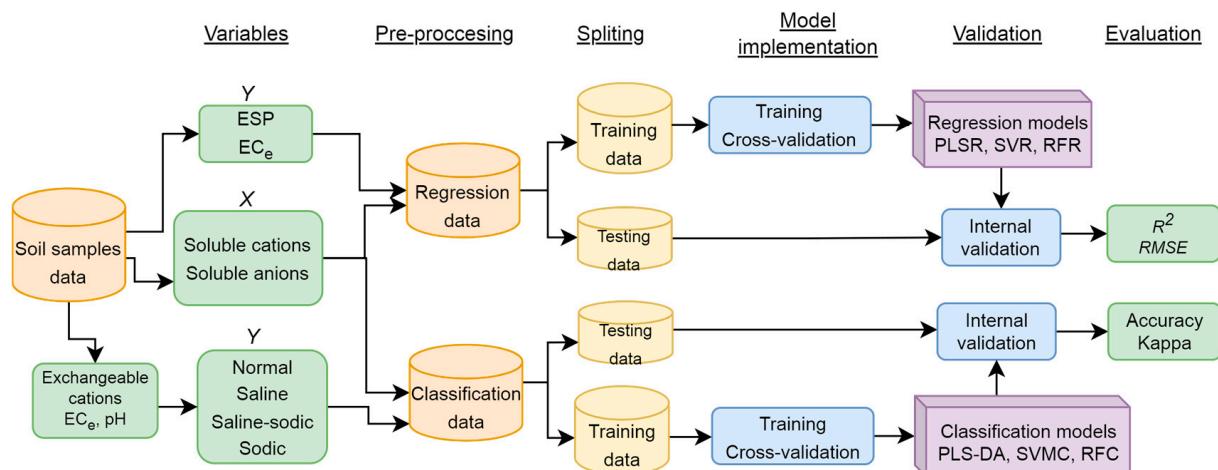 Variables
Pre-proccesing
Spliting
Model
implementation
Validation
Evaluation
Y
ESP
ECe
X
Soluble cations
Soluble anions
Soil samples
data
Exchangeable
cations
ECe, pH
Y
Normal
Saline
Saline-sodic
Sodic
Regression
data
Classification
data
Training
data
Testing
data
Testing
data
Training
data
Training
Cross-validation
Training
Cross-validation
Regression models
PLSR, SVR, RFR
Internal
validation
Internal
validation
Classification models
PLS-DA, SVMC, RFC
R²
RMSE
Accuracy
Kappa